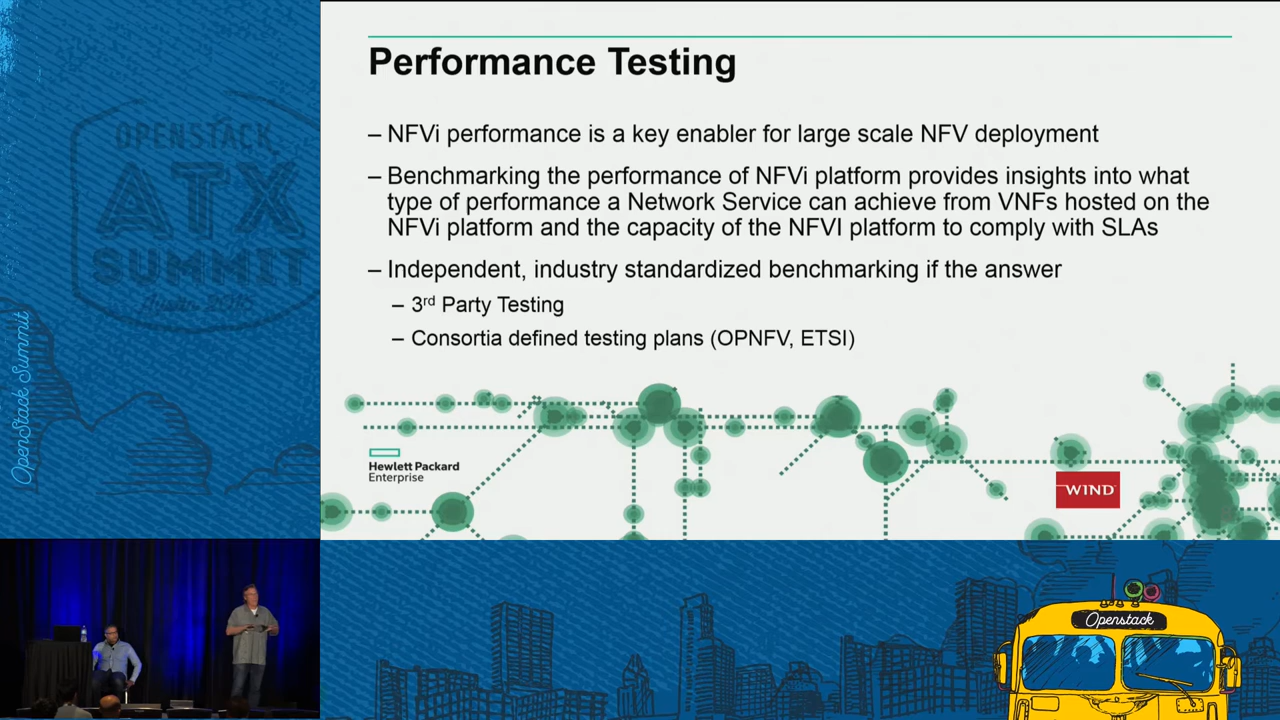 OPENSTACK
ATX
SUMMIT
Austin 2016
OpenStack Summit
Performance Testing
– NFVi performance is a key enabler for large scale NFV deployment
– Benchmarking the performance of NFVi platform provides insights into what
type of performance a Network Service can achieve from VNFs hosted on the
NFVi platform and the capacity of the NFVI platform to comply with SLAs
– Independent, industry standardized benchmarking if the answer
– 3rd Party Testing
– Consortia defined testing plans (OPNFV, ETSI)
Hewlett Packard
Enterprise
WIND
Openstack